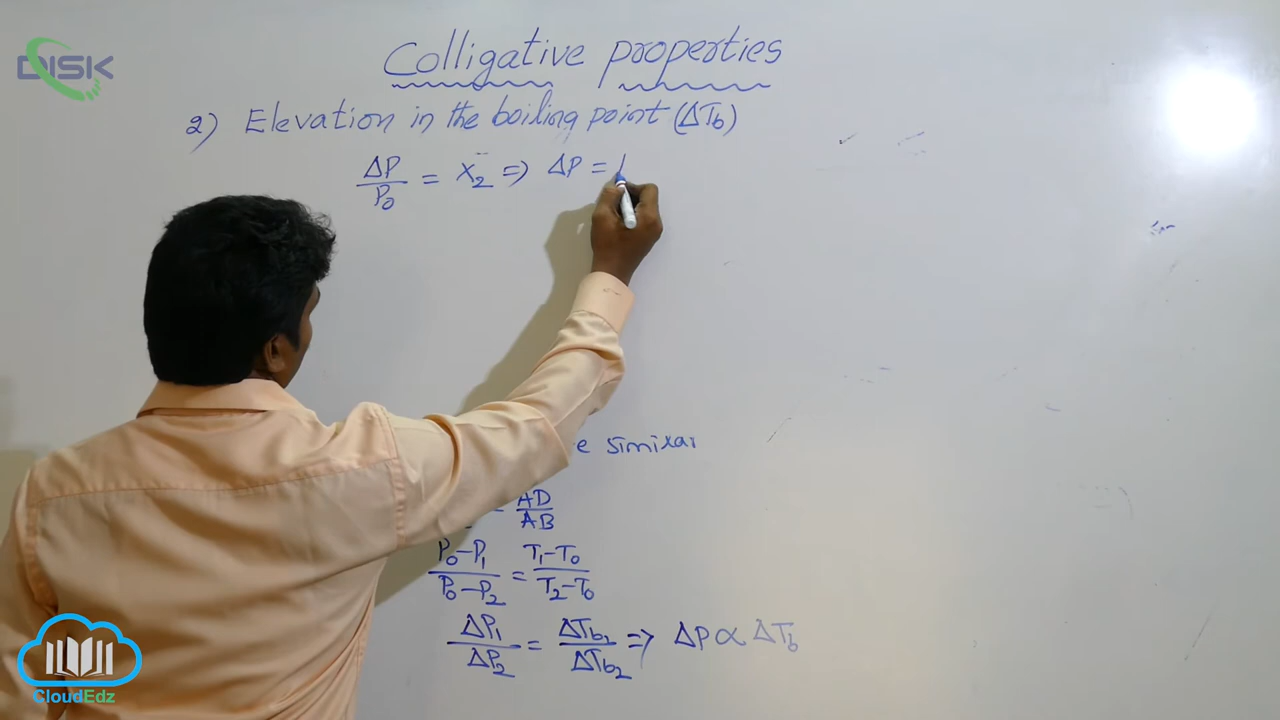 DISK
Colligative properties
2) Elevation in the boiling point (ΔTb)
ΔP/P₀ = X₂ ⇒ ΔP =
similar
AD/AB
P₀-P₁/P₀-P₂ = T₁-T₀/T₂-T₀
ΔP₁/ΔP₂ = ΔTb₂/ΔTb₂ ⇒ ΔP ∝ ΔTb
CloudEdz